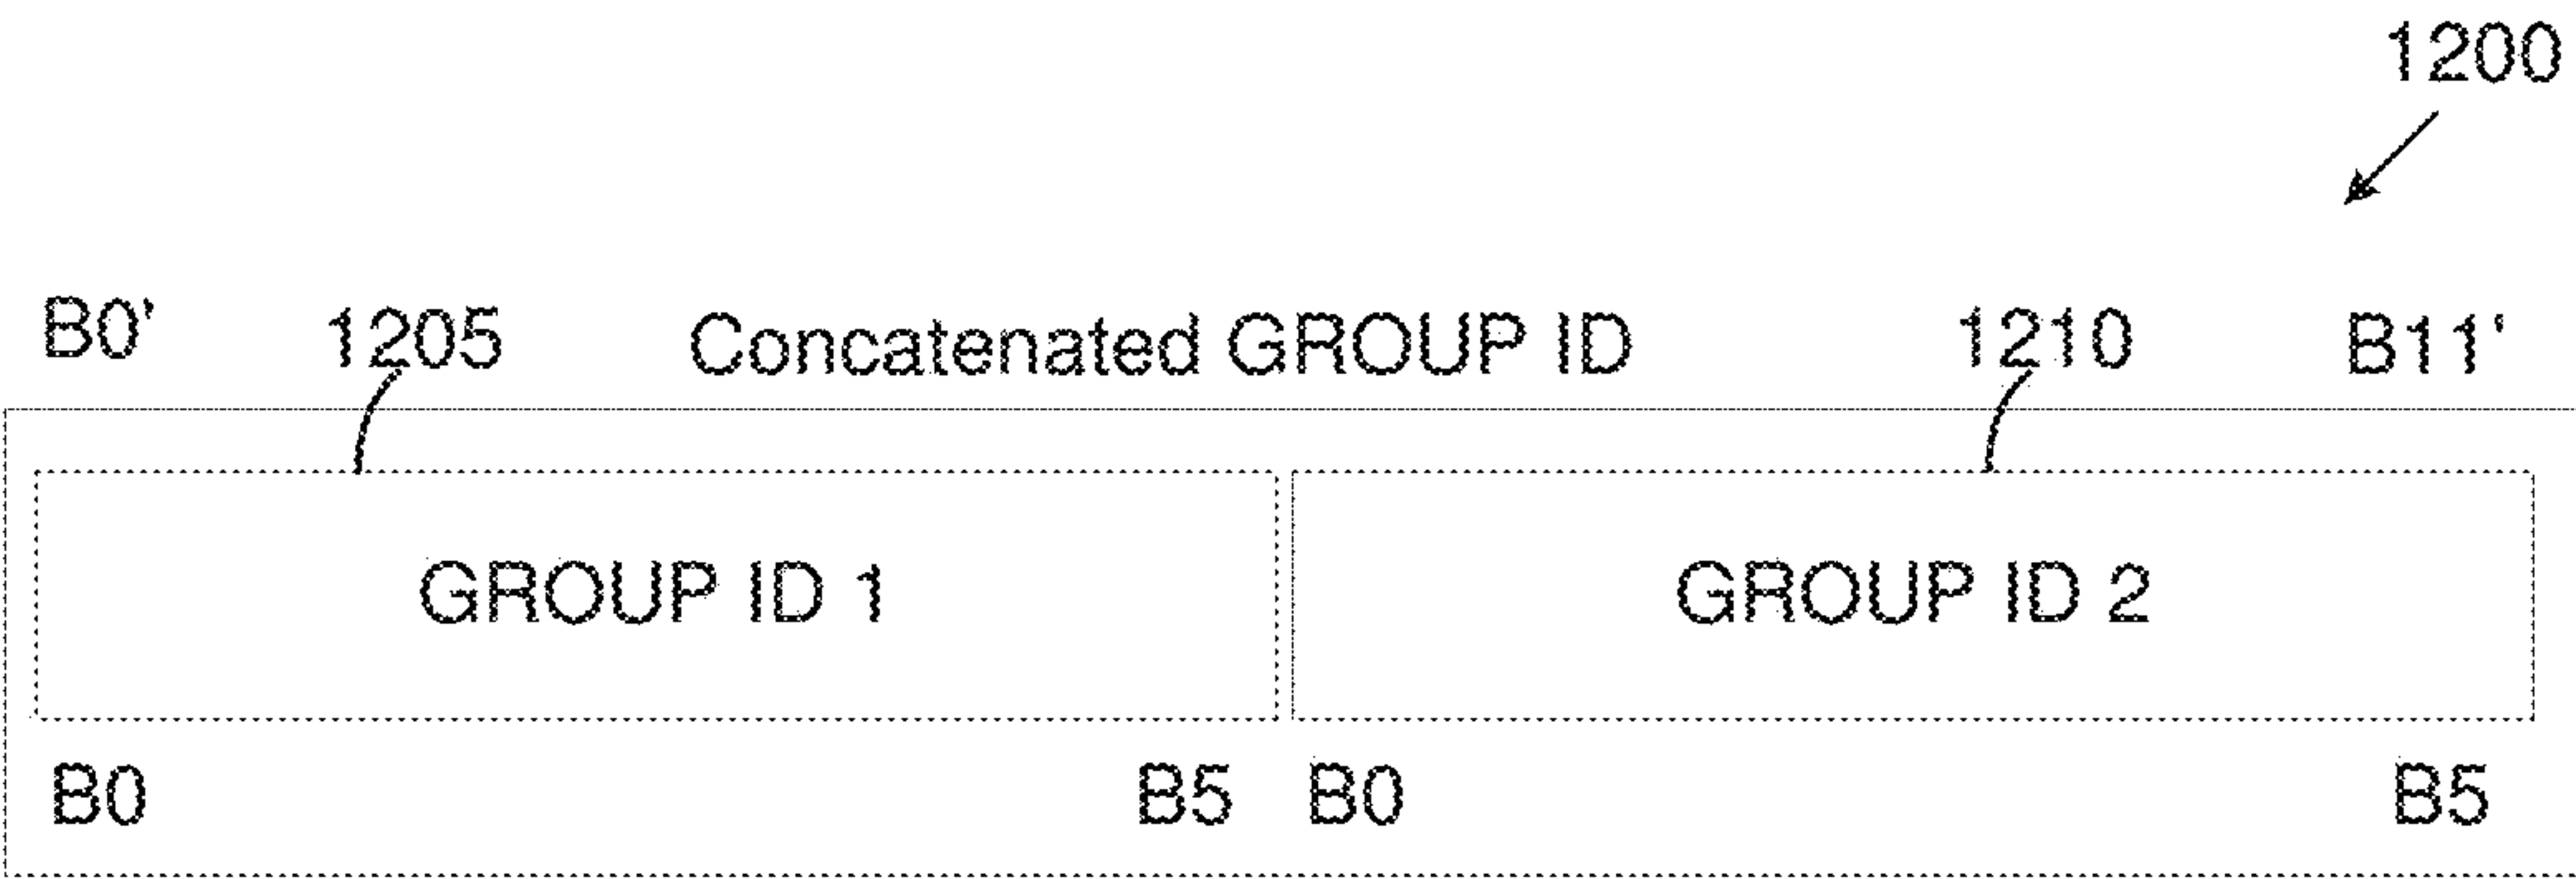 1200
B0' 1205 Concatenated GROUP ID 1210 B11'
GROUP ID 1 GROUP ID 2
B0 B5 B0 B5